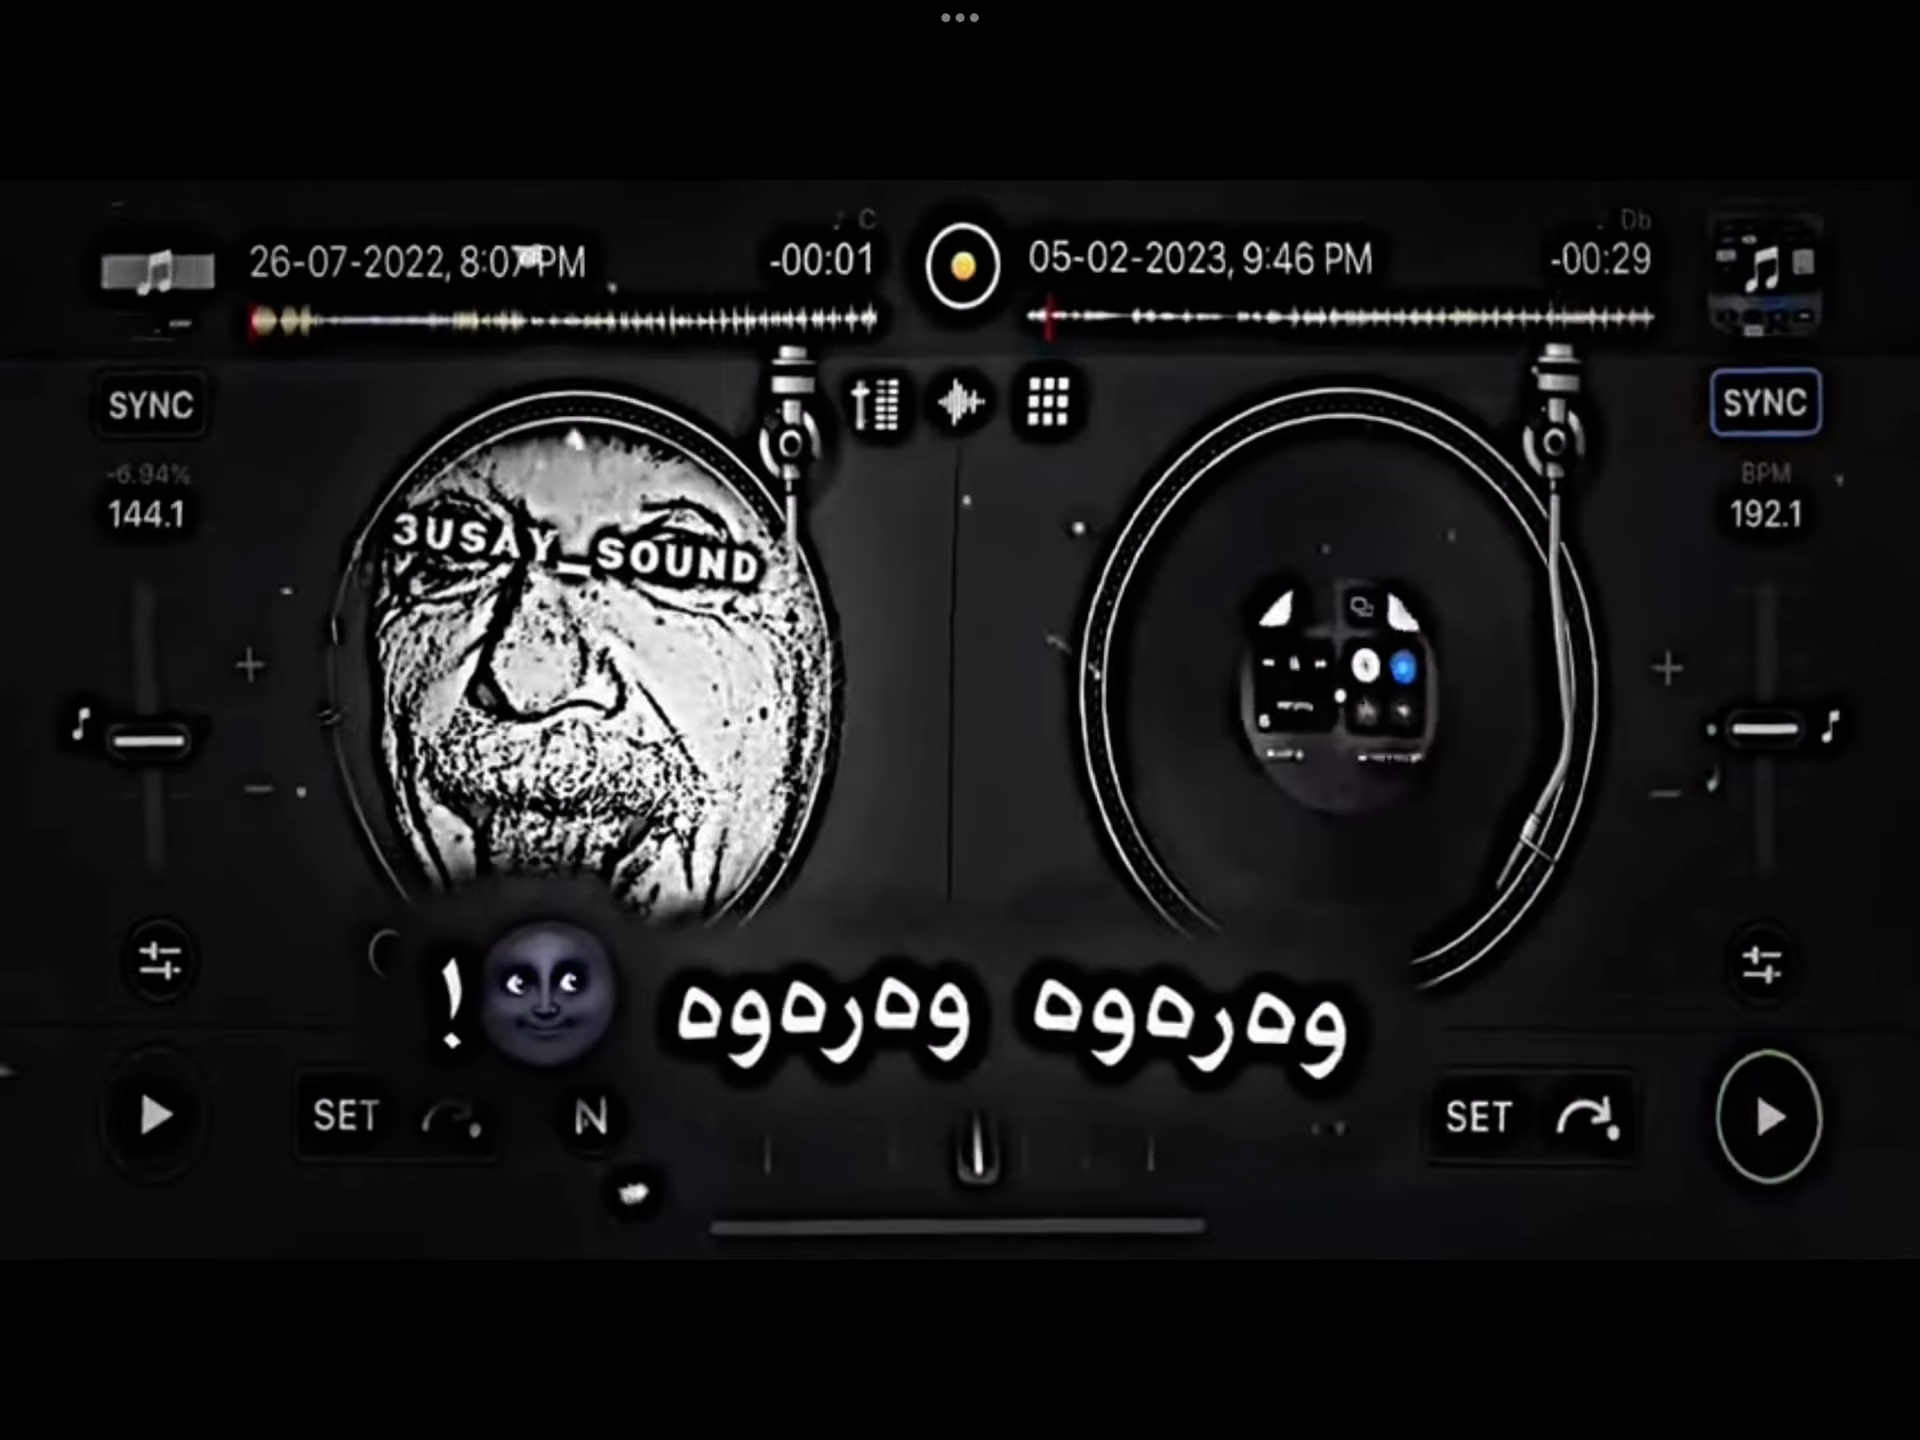 C
Db
26-07-2022, 8:07 PM
-00:01
05-02-2023, 9:46 PM
-00:29
SYNC
SYNC
-6.94%
BPM
144.1
192.1
3USAY_SOUND
وەرەوە وەرەوە 🌚!
SET
N
SET